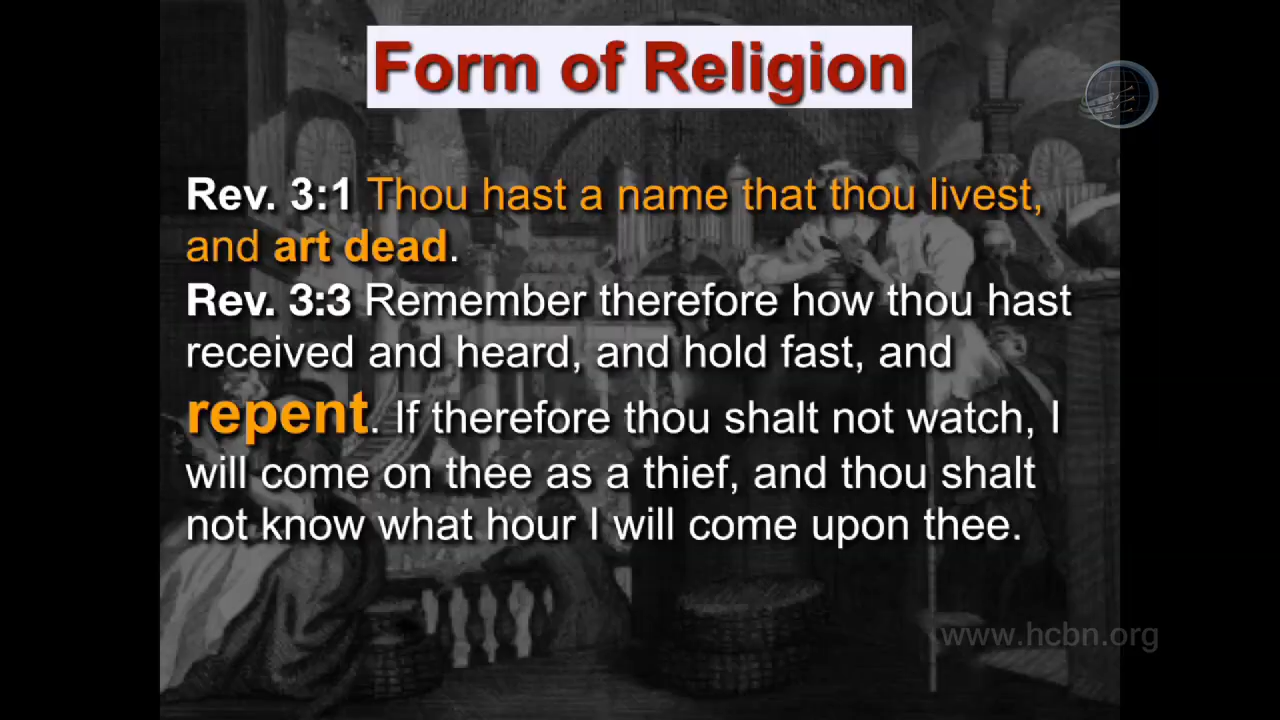 Form of Religion
Rev. 3:1 Thou hast a name that thou livest,
and art dead.
Rev. 3:3 Remember therefore how thou hast
received and heard, and hold fast, and
repent. If therefore thou shalt not watch, I
will come on thee as a thief, and thou shalt
not know what hour I will come upon thee.
www.hcbn.org